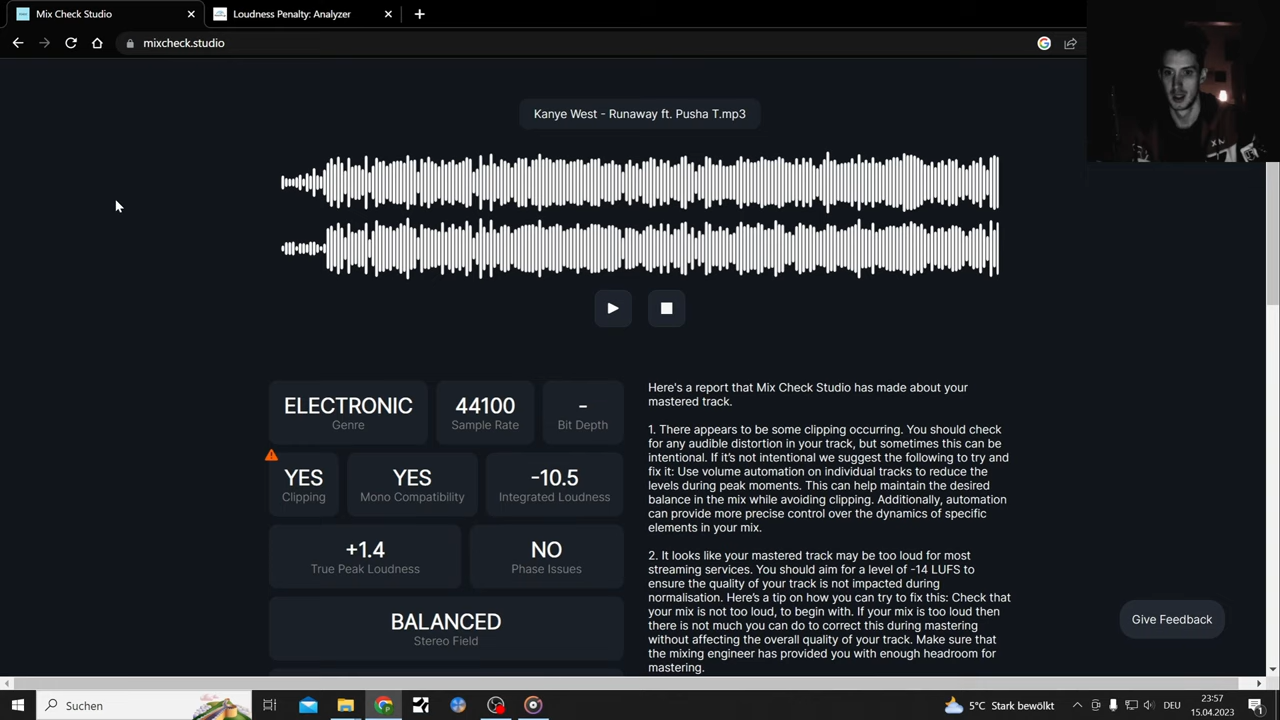 Mix Check Studio
Loudness Penalty: Analyzer
mixcheck.studio
Kanye West - Runaway ft. Pusha T.mp3
ELECTRONIC
Genre
44100
Sample Rate
-
Bit Depth
YES
Clipping
YES
Mono Compatibility
-10.5
Integrated Loudness
+1.4
True Peak Loudness
NO
Phase Issues
BALANCED
Stereo Field
Here's a report that Mix Check Studio has made about your
mastered track.
1. There appears to be some clipping occurring. You should check
for any audible distortion in your track, but sometimes this can be
intentional. If it's not intentional we suggest the following to try and
fix it: Use volume automation on individual tracks to reduce the
levels during peak moments. This can help maintain the desired
balance in the mix while avoiding clipping. Additionally, automation
can provide more precise control over the dynamics of specific
elements in your mix.
2. It looks like your mastered track may be too loud for most
streaming services. You should aim for a level of -14 LUFS to
ensure the quality of your track is not impacted during
normalisation. Here's a tip on how you can try to fix this: Check that
your mix is not too loud, to begin with. If your mix is too loud then
there is not much you can do to correct this during mastering
without affecting the overall quality of your track. Make sure that
the mixing engineer has provided you with enough headroom for
mastering.
Give Feedback
Suchen
5°C Stark bewölkt
DEU
23:57
15.04.2023